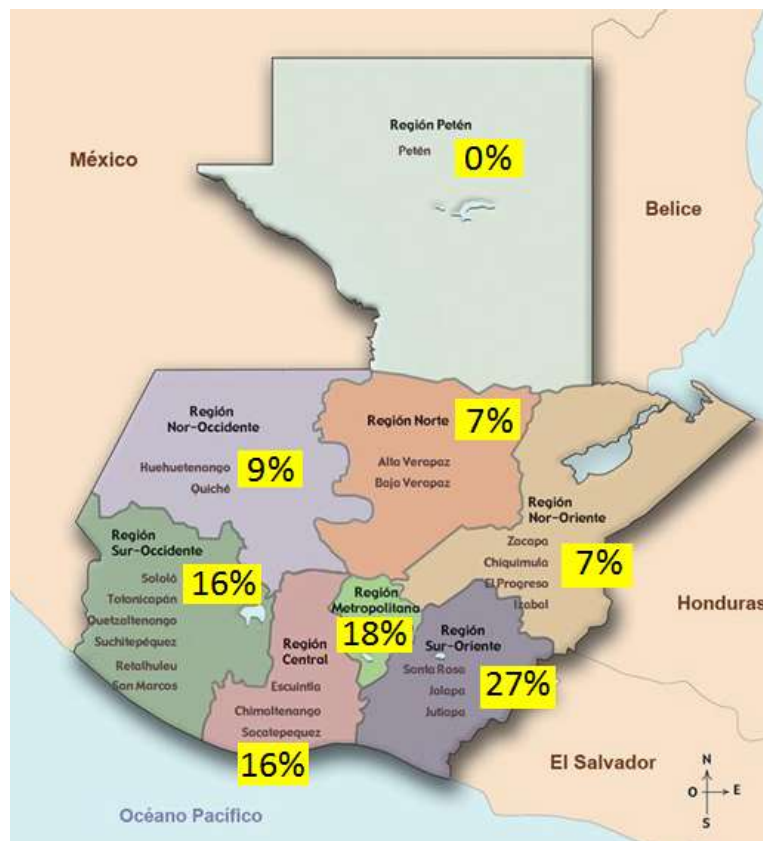 Región Petén
Petén
0%
México
Belice
Región
Nor-Occidente
Huehuetenango
Quiché
9%
Región Norte
7%
Alta Verapaz
Baja Verapaz
Región
Nor-Oriente
Zacapa
Chiquimula
El Progreso
Izabal
7%
Región
Sur-Occidente
Sololá
Totonicapán
Quetzaltenango
Suchitepéquez
Retalhuleu
San Marcos
16%
Región
Metropolitana
18%
Región
Central
Escuintla
Chimaltenango
Sacatepequez
16%
Región
Sur-Oriente
Santa Rosa
Jalapa
Jutiapa
27%
Honduras
El Salvador
Océano Pacífico
N
O
E
S